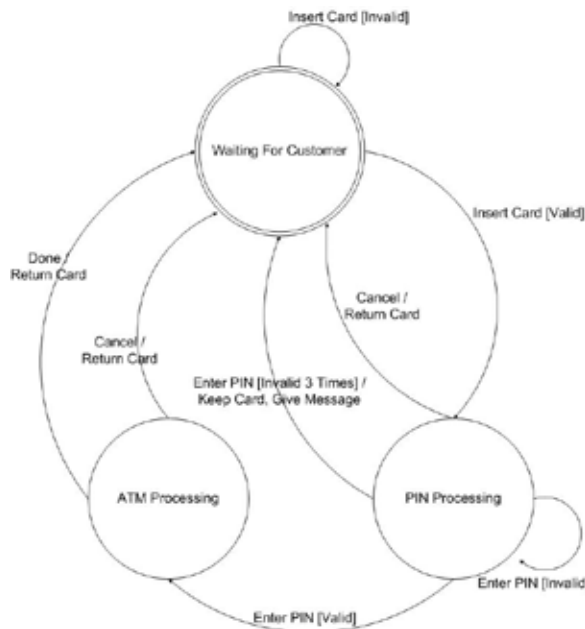 Insert Card [Invalid]
Waiting For Customer
Insert Card [Valid]
Done /
Return Card
Cancel /
Return Card
Cancel /
Return Card
Enter PIN [Invalid 3 Times] /
Keep Card, Give Message
ATM Processing
PIN Processing
Enter PIN [Invalid
Enter PIN [Valid]